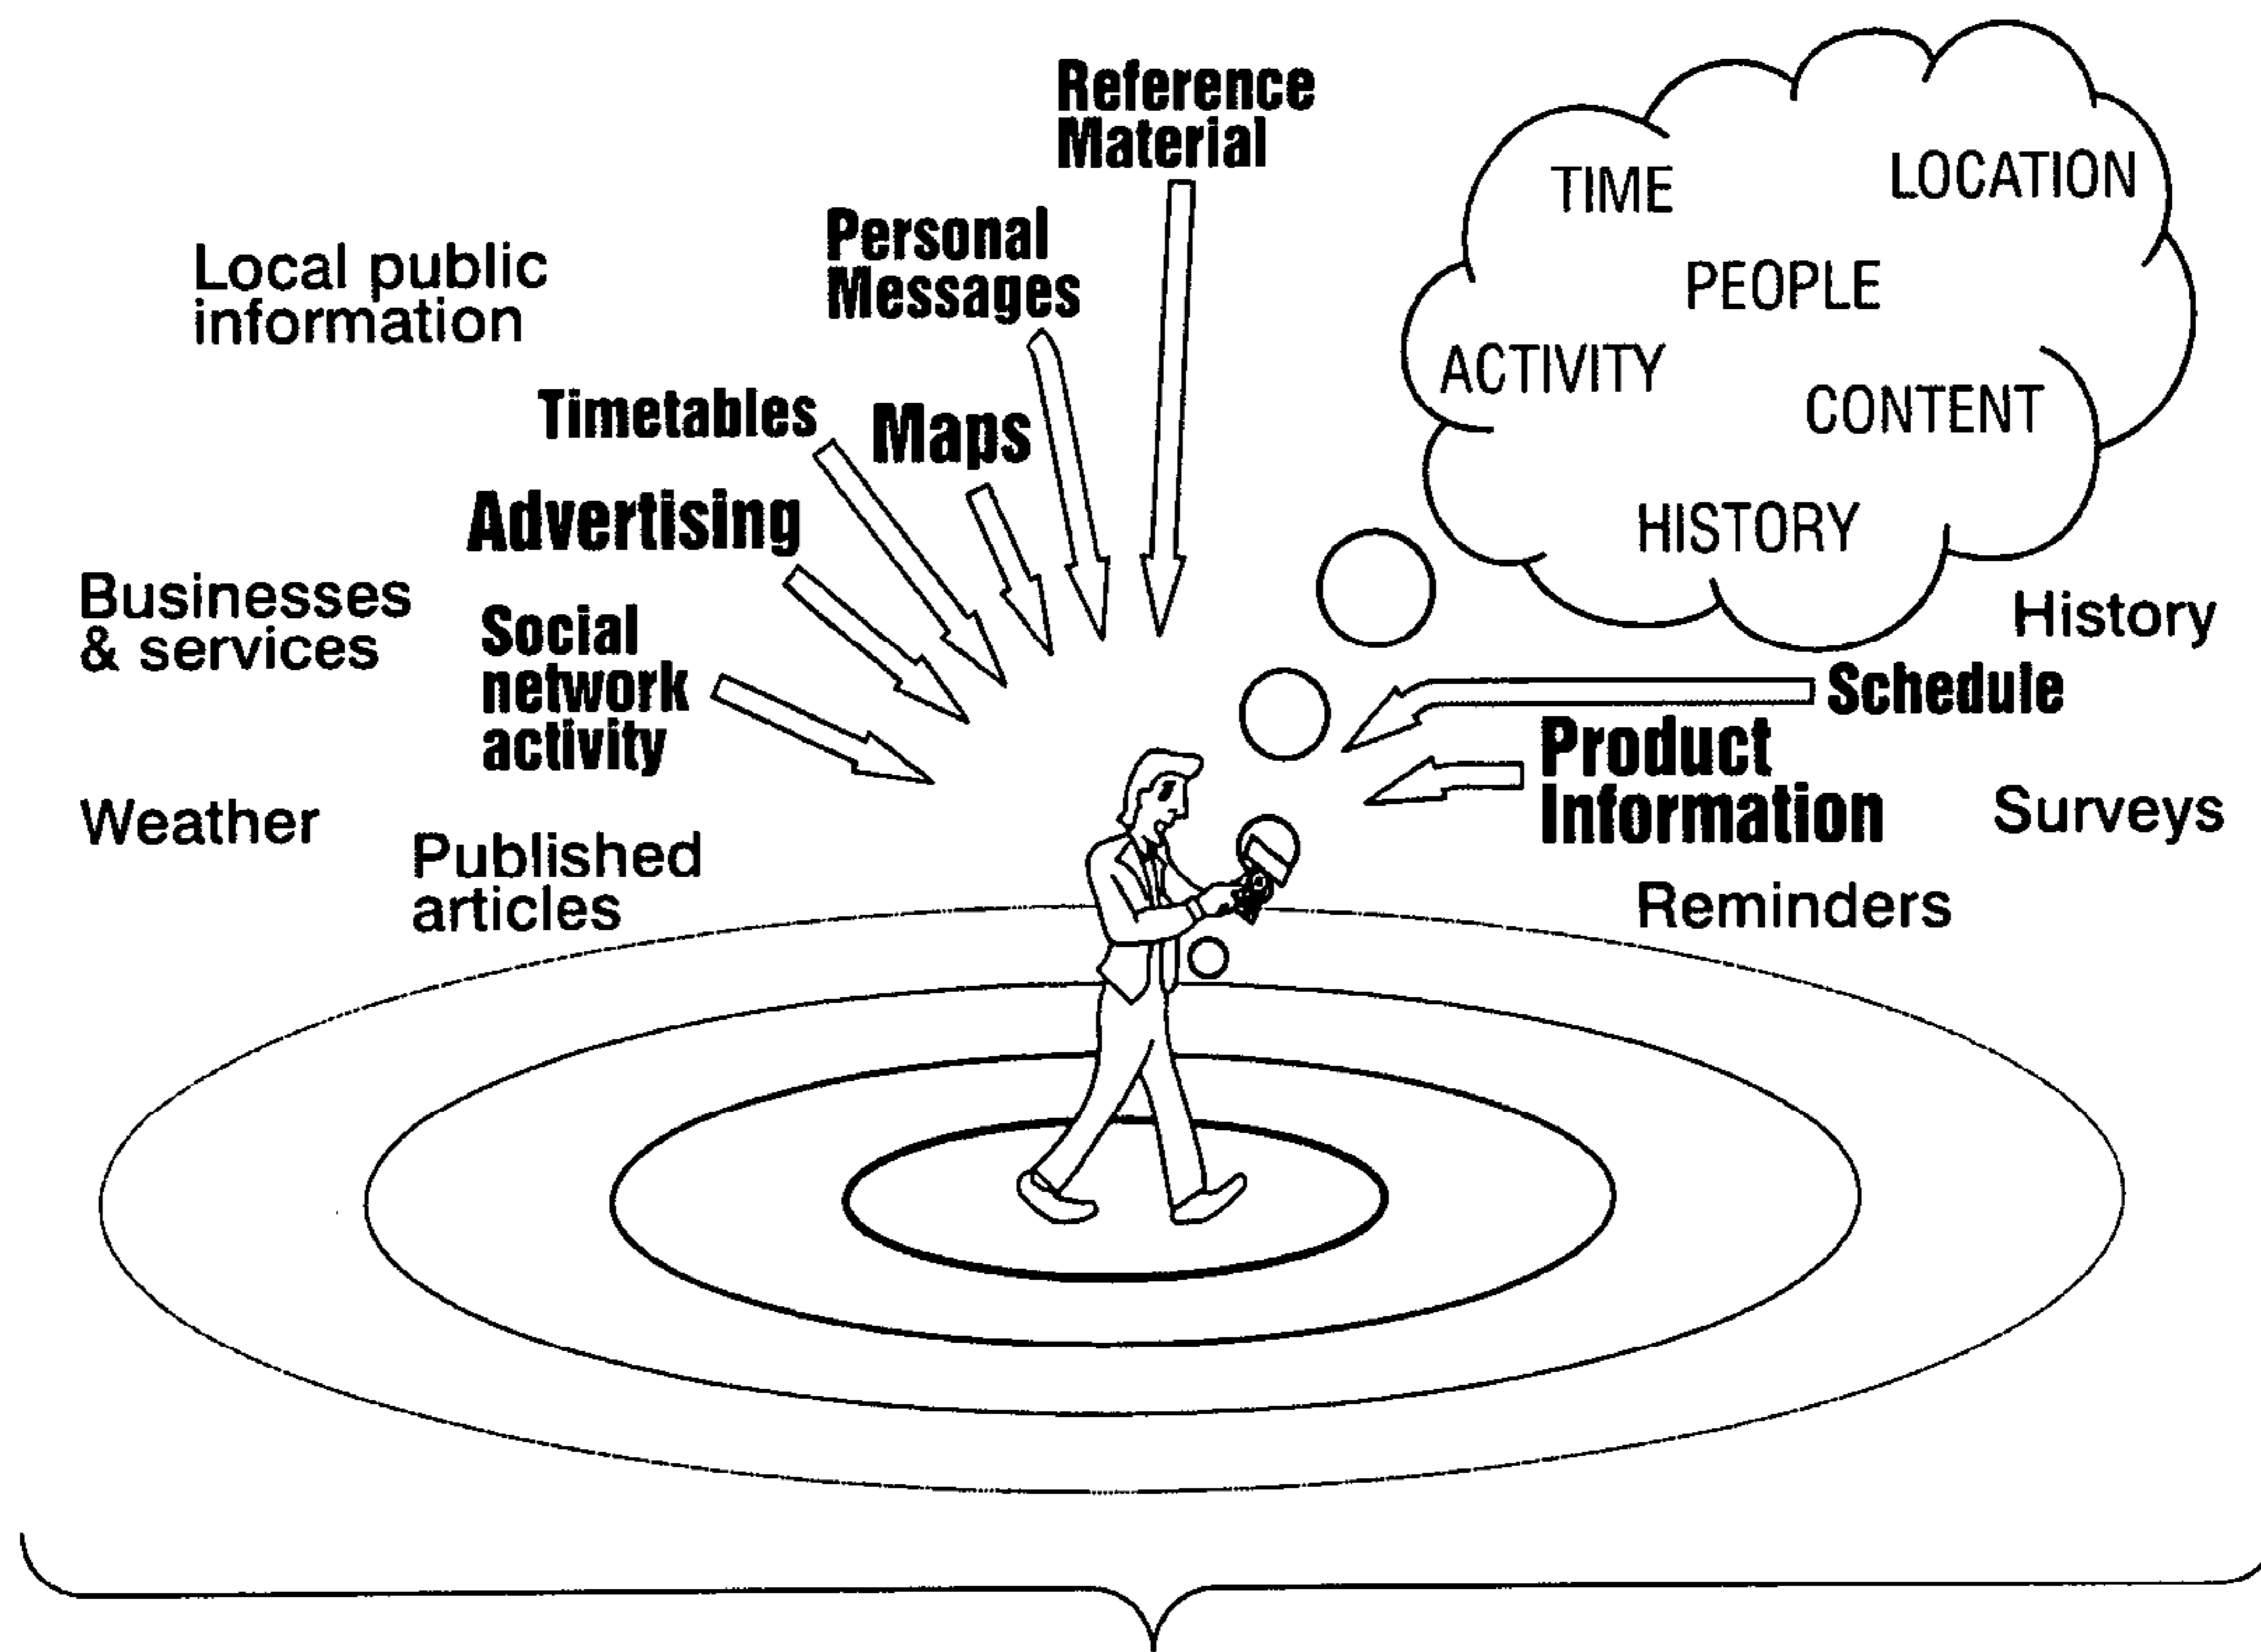 Reference
Material
TIME
LOCATION
Personal
Messages
Local public
information
PEOPLE
ACTIVITY
Timetables
Maps
CONTENT
Advertising
HISTORY
Businesses
& services
Social
network
activity
History
Schedule
Product
Information
Weather
Surveys
Published
articles
Reminders